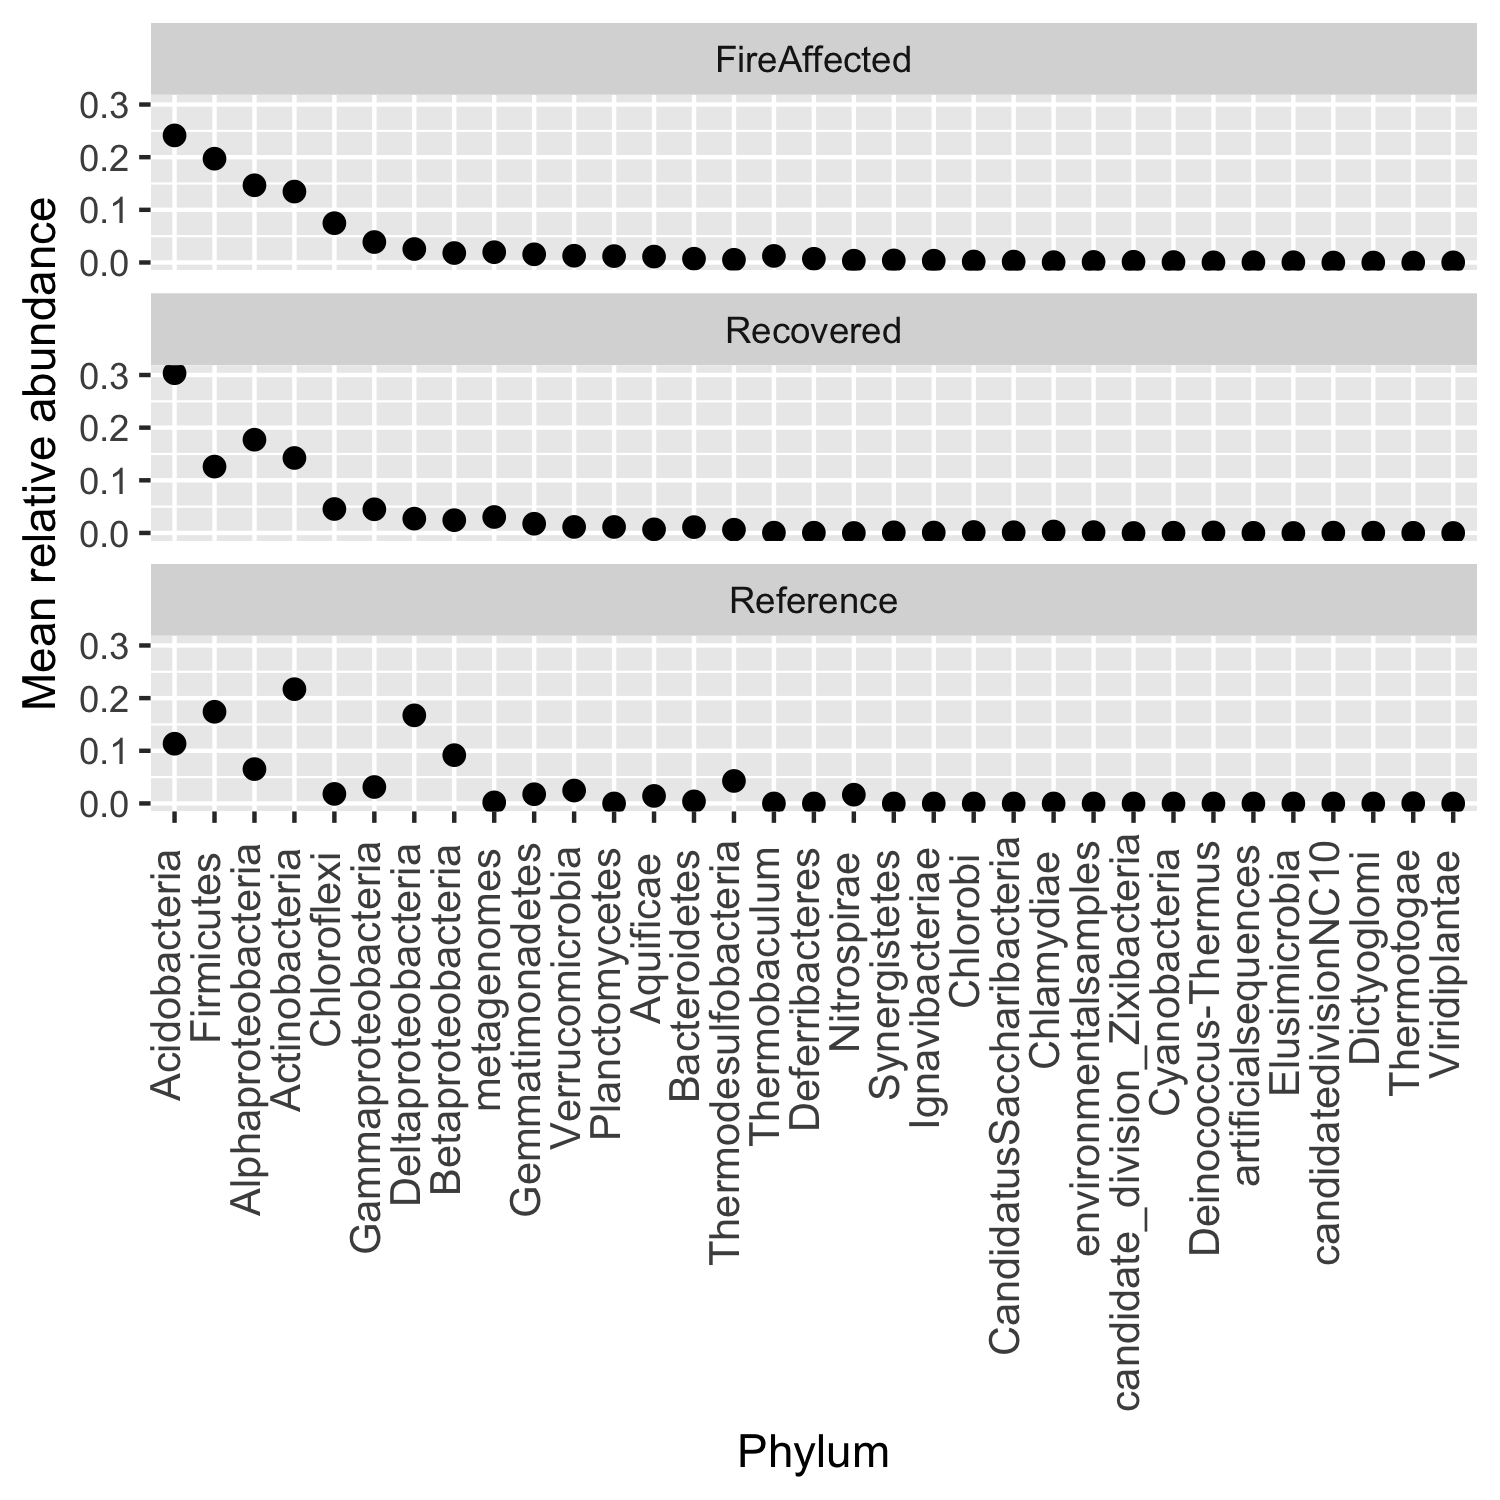 FireAffected
0.3
0.2
0.1
0.0
Recovered
0.3
0.2
0.1
0.0
Reference
0.3
0.2
0.1
0.0
Mean relative abundance
Acidobacteria
Firmicutes
Alphaproteobacteria
Actinobacteria
Chloroflexi
Gammaproteobacteria
Deltaproteobacteria
Betaproteobacteria
metagenomes
Gemmatimonadetes
Verrucomicrobia
Planctomycetes
Aquificae
Bacteroidetes
Thermodesulfobacteria
Thermobaculum
Deferribacteres
Nitrospirae
Synergistetes
Ignavibacteriae
Chlorobi
CandidatusSaccharibacteria
Chlamydiae
environmentalsamples
candidate_division_Zixibacteria
Cyanobacteria
Deinococcus-Thermus
artificialsequences
Elusimicrobia
candidatedivisionNC10
Dictyoglomi
Thermotogae
Viridiplantae
Phylum